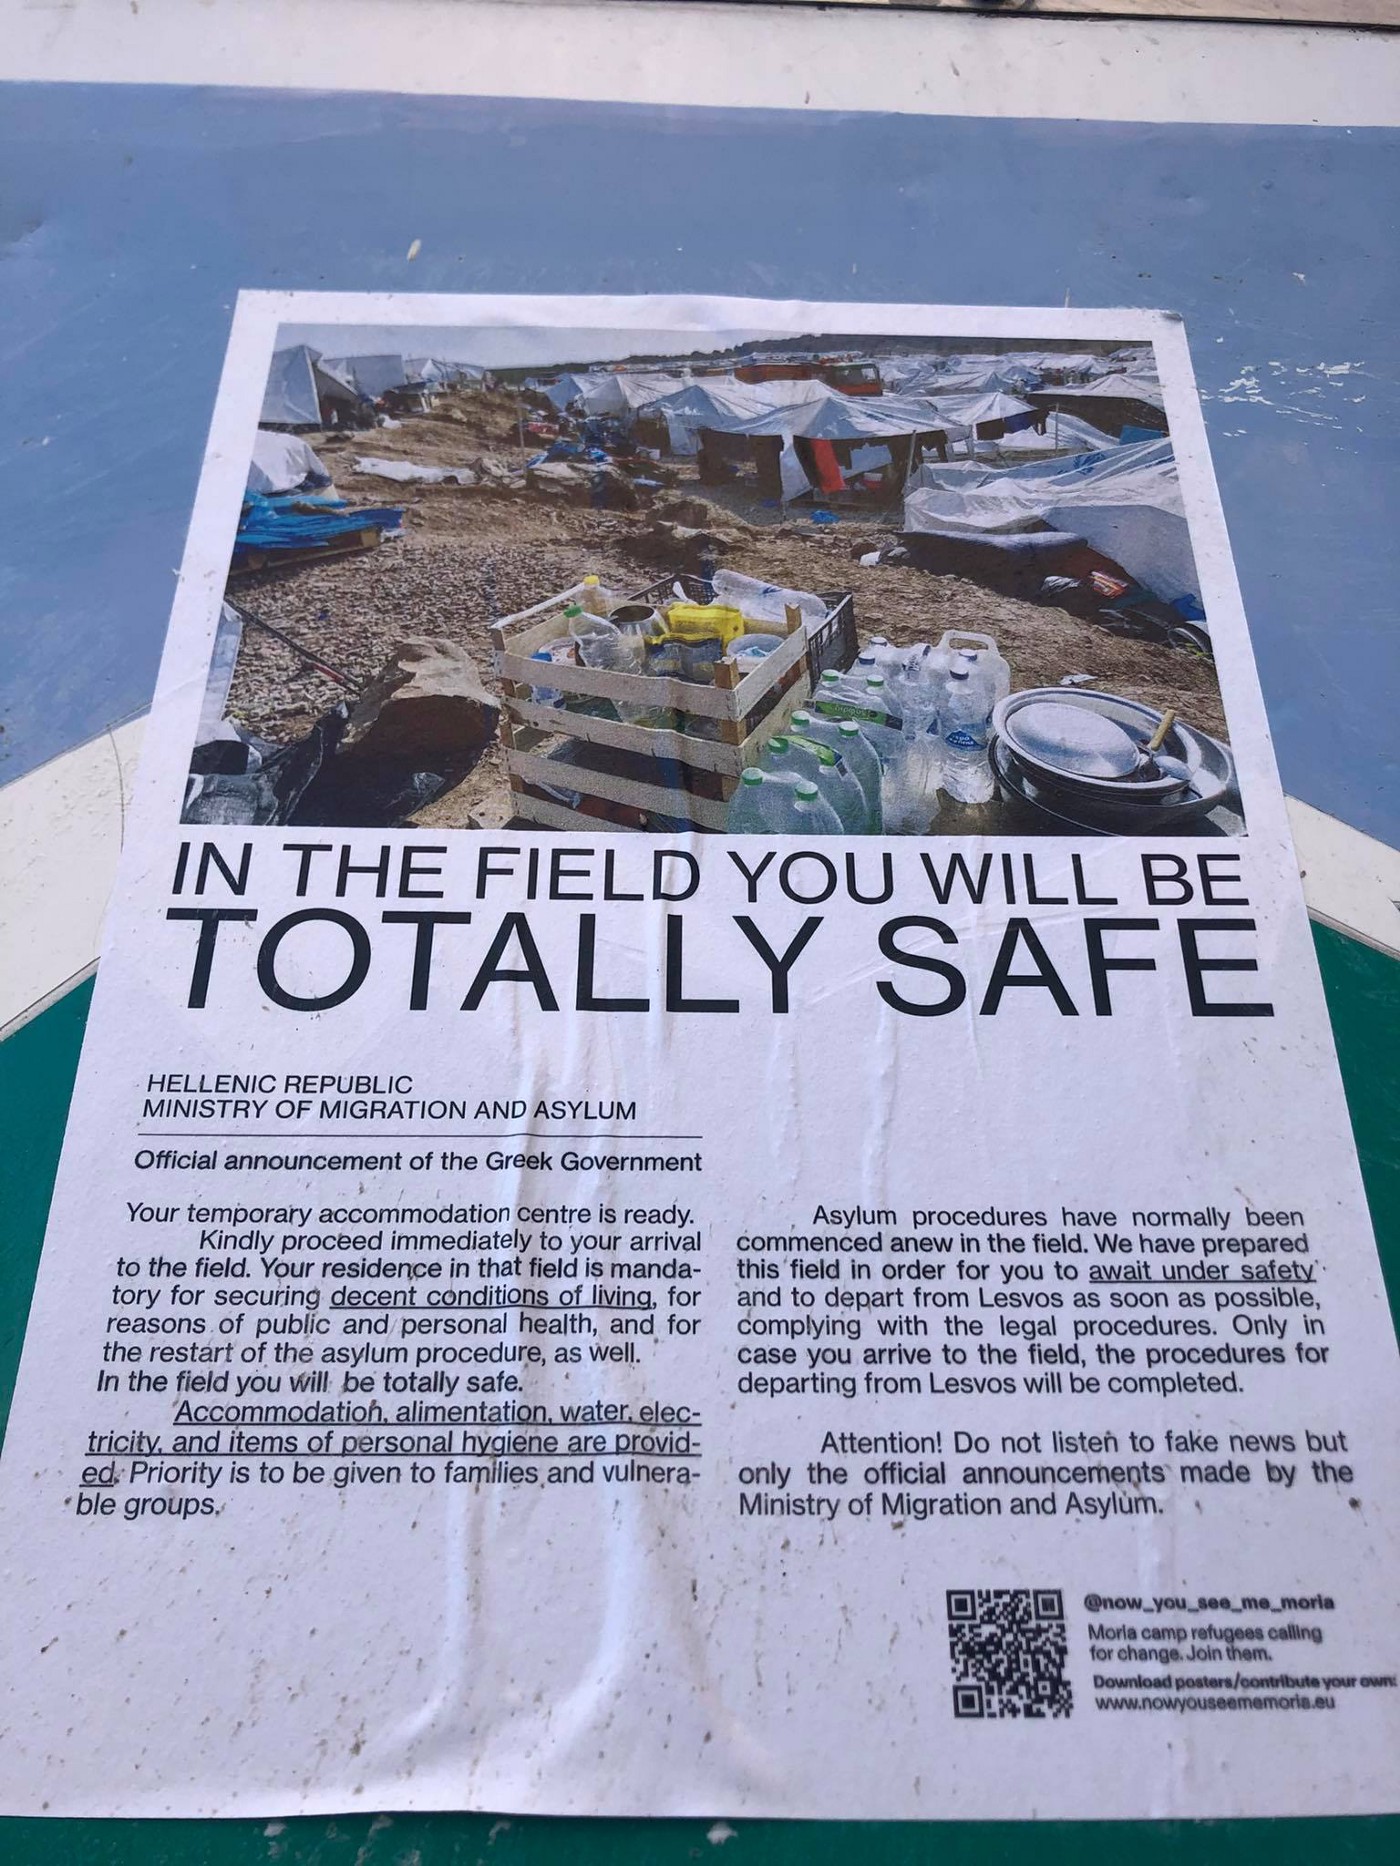 IN THE FIELD YOU WILL BE
TOTALLY SAFE
HELLENIC REPUBLIC
MINISTRY OF MIGRATION AND ASYLUM
Official announcement of the Greek Government
Your temporary accommodation centre is ready.
Kindly proceed immediately to your arrival
to the field. Your residence in that field is manda-
tory for securing decent conditions of living, for
reasons of public and personal health, and for
the restart of the asylum procedure, as well.
In the field you will be totally safe.
Accommodation, alimentation, water, elec-
tricity, and items of personal hygiene are provid-
ed. Priority is to be given to families and vulnera-
ble groups.
Asylum procedures have normally been
commenced anew in the field. We have prepared
this field in order for you to await under safety
and to depart from Lesvos as soon as possible,
complying with the legal procedures. Only in
case you arrive to the field, the procedures for
departing from Lesvos will be completed.
Attention! Do not listen to fake news but
only the official announcements made by the
Ministry of Migration and Asylum.
@now_you_see_me_moria
Moria camp refugees calling
for change. Join them.
Download posters/contribute your own:
www.nowyouseememoria.eu